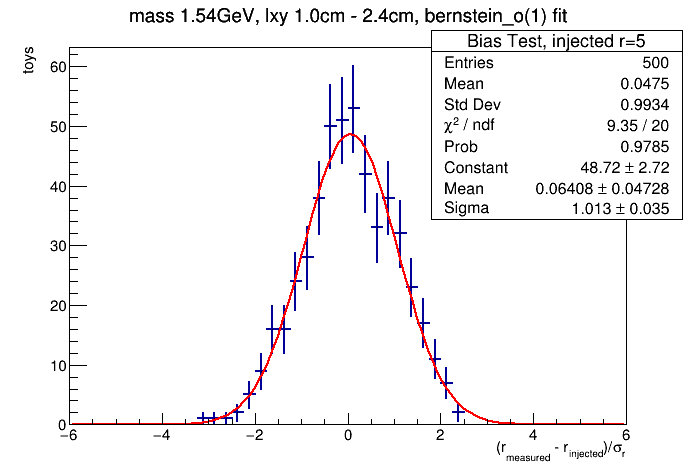 mass 1.54GeV, lxy 1.0cm - 2.4cm, bernstein_o(1) fit
toys
Bias Test, injected r=5
Entries 500
Mean 0.0475
Std Dev 0.9934
χ² / ndf 9.35 / 20
Prob 0.9785
Constant 48.72 ± 2.72
Mean 0.06408 ± 0.04728
Sigma 1.013 ± 0.035
60
50
40
30
20
10
0
−6 −4 −2 0 2 4 6
(r_measured - r_injected)/σ_r